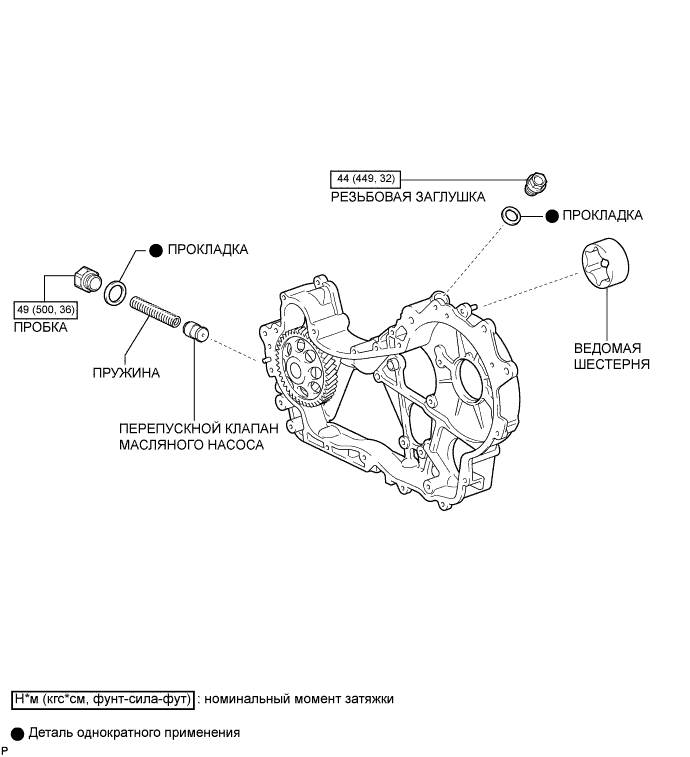 44 (449, 32)
РЕЗЬБОВАЯ ЗАГЛУШКА
ПРОКЛАДКА
ПРОКЛАДКА
49 (500, 36)
ПРОБКА
ПРУЖИНА
ВЕДОМАЯ
ШЕСТЕРНЯ
ПЕРЕПУСКНОЙ КЛАПАН
МАСЛЯНОГО НАСОСА
Н*м (кгс*см, фунт-сила-фут) : номинальный момент затяжки
Деталь однократного применения
P